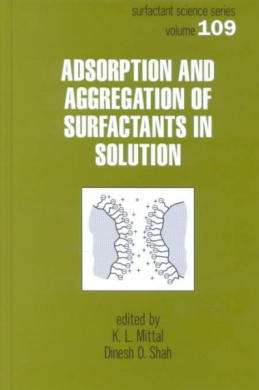 surfactant science series
volume 109
ADSORPTION AND
AGGREGATION OF
SURFACTANTS IN
SOLUTION
edited by
K. L. Mittal
Dinesh O. Shah